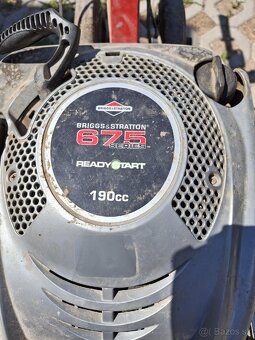 BRIGGS&STRATTON
BRIGGS & STRATTON
675
SERIES
READY START
190cc